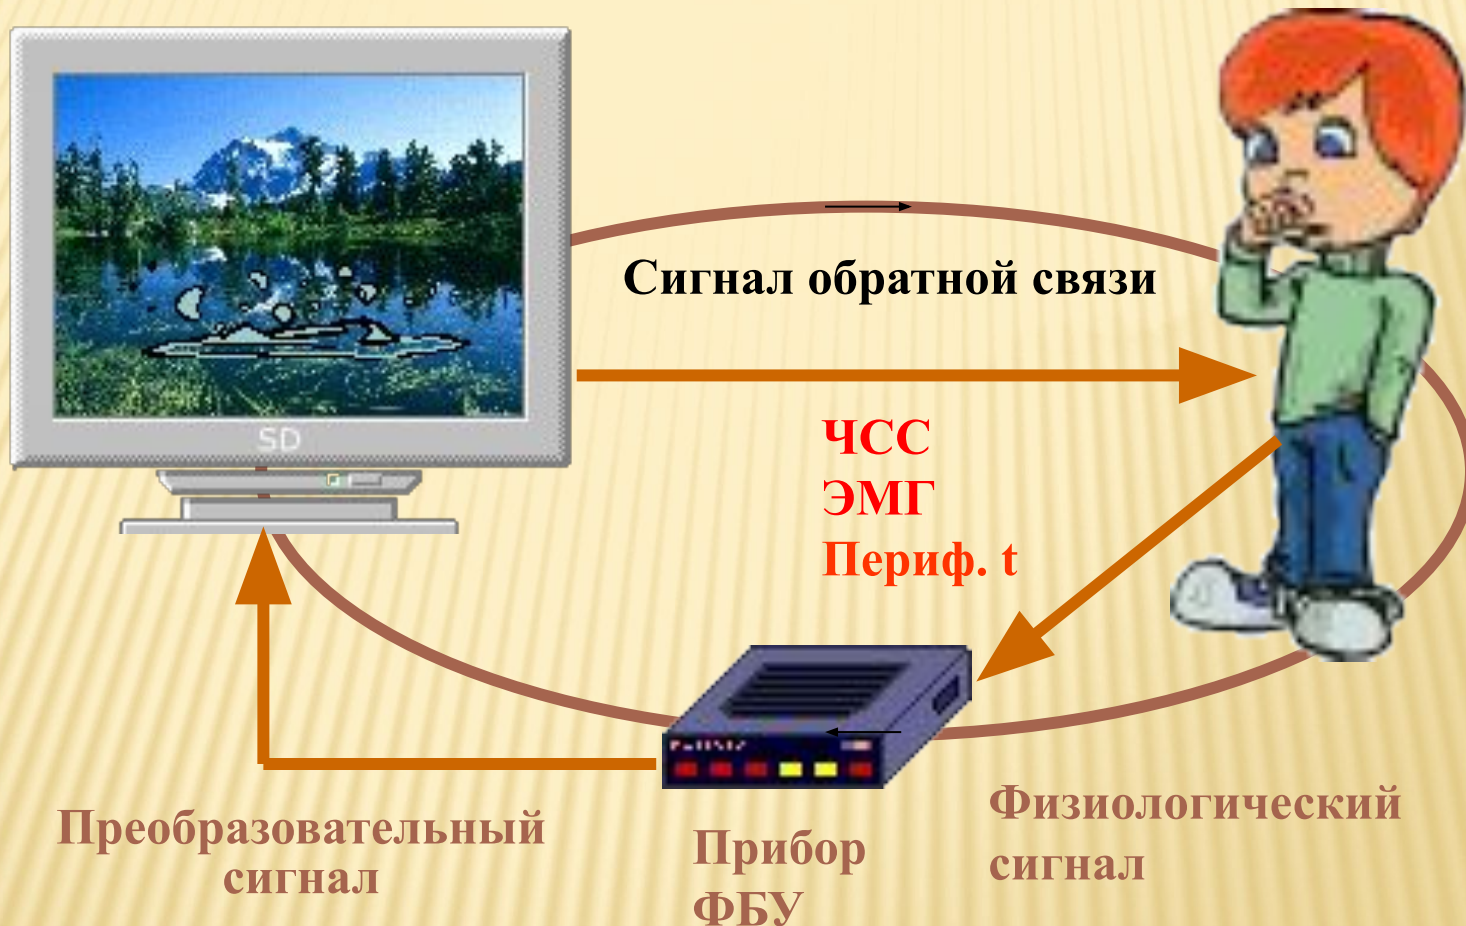 Сигнал обратной связи
ЧСС
ЭМГ
Периф. t
SD
Преобразовательный
сигнал
Прибор
ФБУ
Физиологический
сигнал